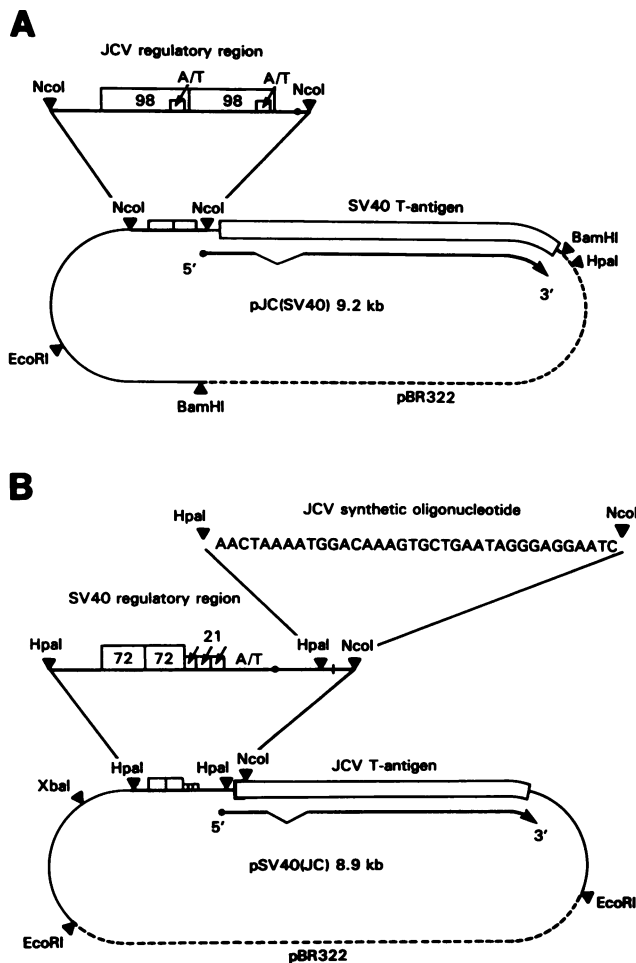 A
JCV regulatory region
NcoI A/T A/T NcoI
98 98
NcoI NcoI SV40 T-antigen
BamHI
HpaI
5' 3'
pJC(SV40) 9.2 kb
EcoRI
BamHI pBR322
B
HpaI JCV synthetic oligonucleotide NcoI
AACTAAAATGGACAAAGTGCTGAATAGGGAGGAATC
SV40 regulatory region
HpaI 21 HpaI NcoI
72 72 A/T
XbaI HpaI HpaI NcoI JCV T-antigen
5' 3'
pSV40(JC) 8.9 kb
EcoRI EcoRI
pBR322